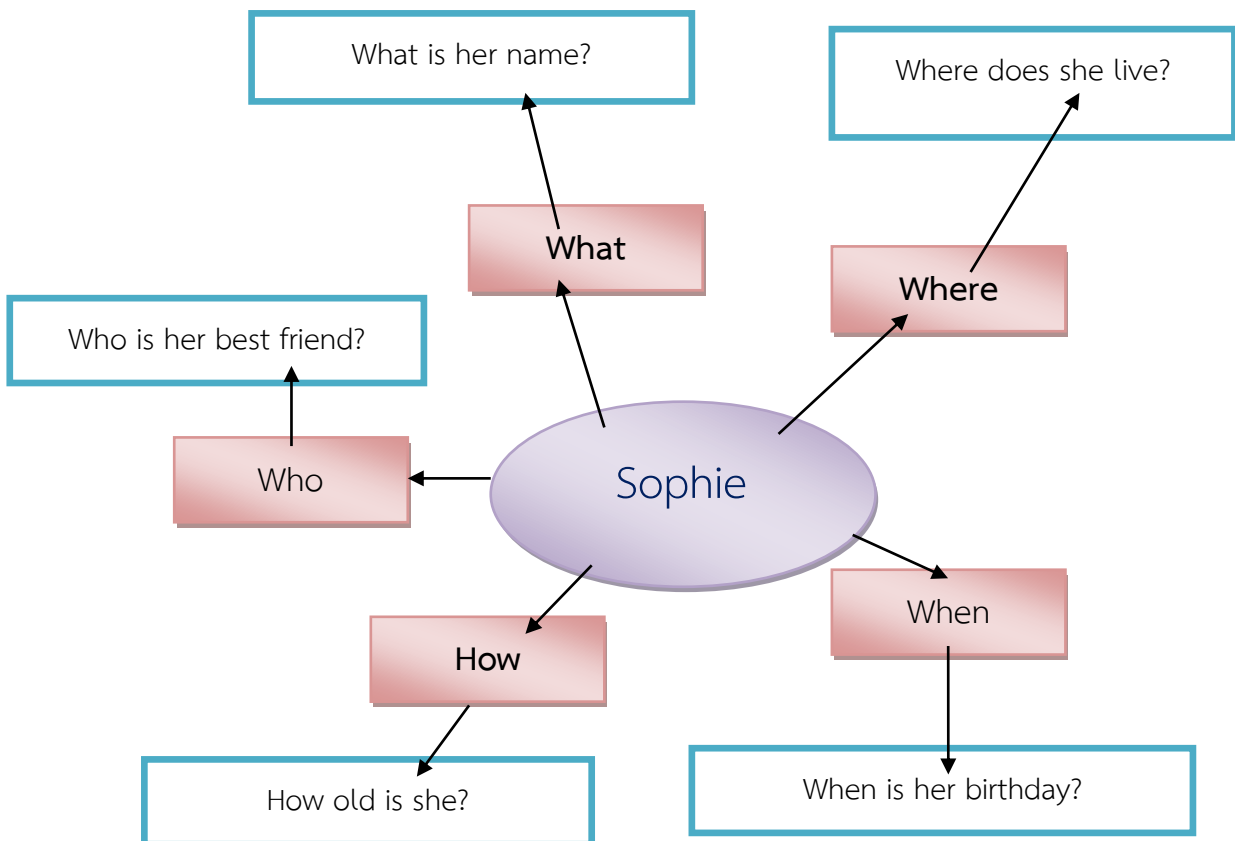 What is her name?
Where does she live?
What
Where
Who is her best friend?
Who
Sophie
When
How
How old is she?
When is her birthday?